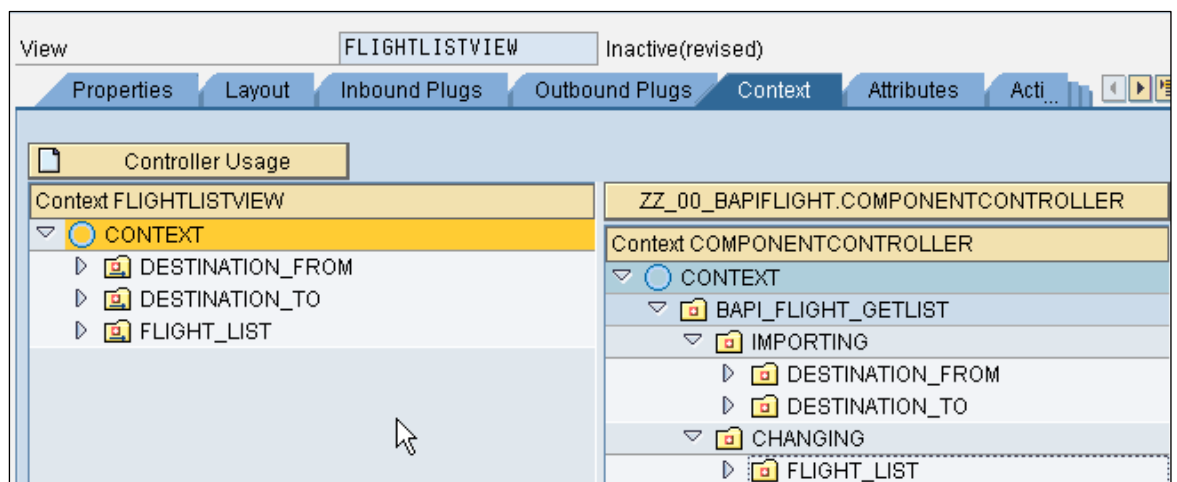 View FLIGHTLISTVIEW Inactive(revised)
Properties Layout Inbound Plugs Outbound Plugs Context Attributes Acti...
Controller Usage
Context FLIGHTLISTVIEW
CONTEXT
DESTINATION_FROM
DESTINATION_TO
FLIGHT_LIST
ZZ_00_BAPIFLIGHT.COMPONENTCONTROLLER
Context COMPONENTCONTROLLER
CONTEXT
BAPI_FLIGHT_GETLIST
IMPORTING
DESTINATION_FROM
DESTINATION_TO
CHANGING
FLIGHT_LIST